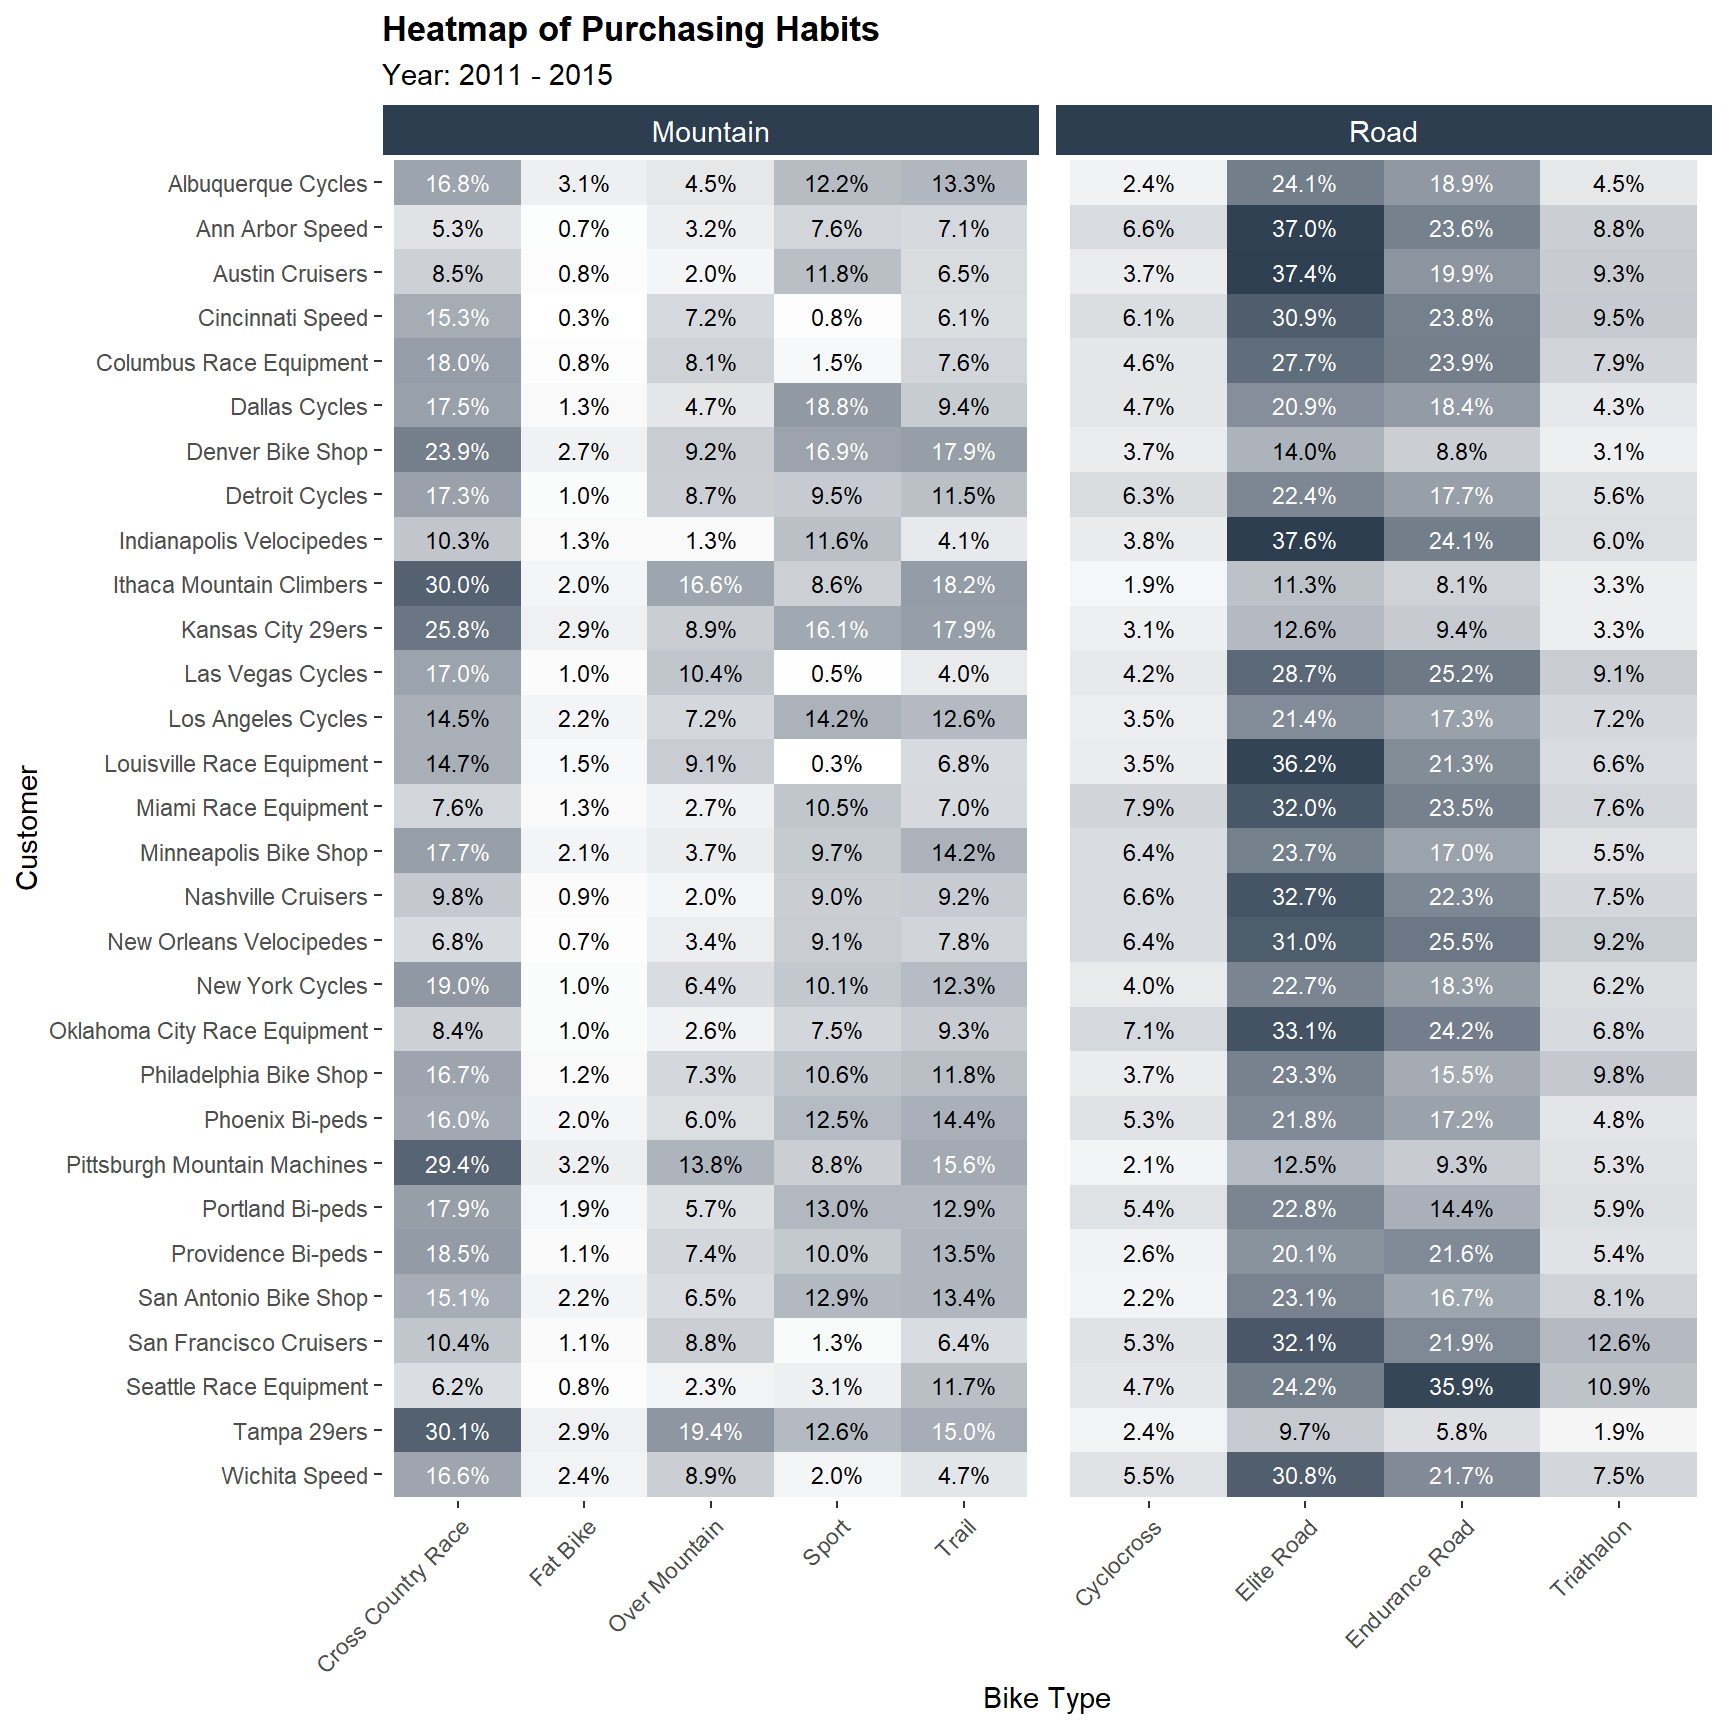 Heatmap of Purchasing Habits
Year: 2011 - 2015
Mountain Road
Albuquerque Cycles 16.8% 3.1% 4.5% 12.2% 13.3% 2.4% 24.1% 18.9% 4.5%
Ann Arbor Speed 5.3% 0.7% 3.2% 7.6% 7.1% 6.6% 37.0% 23.6% 8.8%
Austin Cruisers 8.5% 0.8% 2.0% 11.8% 6.5% 3.7% 37.4% 19.9% 9.3%
Cincinnati Speed 15.3% 0.3% 7.2% 0.8% 6.1% 6.1% 30.9% 23.8% 9.5%
Columbus Race Equipment 18.0% 0.8% 8.1% 1.5% 7.6% 4.6% 27.7% 23.9% 7.9%
Dallas Cycles 17.5% 1.3% 4.7% 18.8% 9.4% 4.7% 20.9% 18.4% 4.3%
Denver Bike Shop 23.9% 2.7% 9.2% 16.9% 17.9% 3.7% 14.0% 8.8% 3.1%
Detroit Cycles 17.3% 1.0% 8.7% 9.5% 11.5% 6.3% 22.4% 17.7% 5.6%
Indianapolis Velocipedes 10.3% 1.3% 1.3% 11.6% 4.1% 3.8% 37.6% 24.1% 6.0%
Ithaca Mountain Climbers 30.0% 2.0% 16.6% 8.6% 18.2% 1.9% 11.3% 8.1% 3.3%
Kansas City 29ers 25.8% 2.9% 8.9% 16.1% 17.9% 3.1% 12.6% 9.4% 3.3%
Las Vegas Cycles 17.0% 1.0% 10.4% 0.5% 4.0% 4.2% 28.7% 25.2% 9.1%
Los Angeles Cycles 14.5% 2.2% 7.2% 14.2% 12.6% 3.5% 21.4% 17.3% 7.2%
Louisville Race Equipment 14.7% 1.5% 9.1% 0.3% 6.8% 3.5% 36.2% 21.3% 6.6%
Miami Race Equipment 7.6% 1.3% 2.7% 10.5% 7.0% 7.9% 32.0% 23.5% 7.6%
Minneapolis Bike Shop 17.7% 2.1% 3.7% 9.7% 14.2% 6.4% 23.7% 17.0% 5.5%
Nashville Cruisers 9.8% 0.9% 2.0% 9.0% 9.2% 6.6% 32.7% 22.3% 7.5%
New Orleans Velocipedes 6.8% 0.7% 3.4% 9.1% 7.8% 6.4% 31.0% 25.5% 9.2%
New York Cycles 19.0% 1.0% 6.4% 10.1% 12.3% 4.0% 22.7% 18.3% 6.2%
Oklahoma City Race Equipment 8.4% 1.0% 2.6% 7.5% 9.3% 7.1% 33.1% 24.2% 6.8%
Philadelphia Bike Shop 16.7% 1.2% 7.3% 10.6% 11.8% 3.7% 23.3% 15.5% 9.8%
Phoenix Bi-peds 16.0% 2.0% 6.0% 12.5% 14.4% 5.3% 21.8% 17.2% 4.8%
Pittsburgh Mountain Machines 29.4% 3.2% 13.8% 8.8% 15.6% 2.1% 12.5% 9.3% 5.3%
Portland Bi-peds 17.9% 1.9% 5.7% 13.0% 12.9% 5.4% 22.8% 14.4% 5.9%
Providence Bi-peds 18.5% 1.1% 7.4% 10.0% 13.5% 2.6% 20.1% 21.6% 5.4%
San Antonio Bike Shop 15.1% 2.2% 6.5% 12.9% 13.4% 2.2% 23.1% 16.7% 8.1%
San Francisco Cruisers 10.4% 1.1% 8.8% 1.3% 6.4% 5.3% 32.1% 21.9% 12.6%
Seattle Race Equipment 6.2% 0.8% 2.3% 3.1% 11.7% 4.7% 24.2% 35.9% 10.9%
Tampa 29ers 30.1% 2.9% 19.4% 12.6% 15.0% 2.4% 9.7% 5.8% 1.9%
Wichita Speed 16.6% 2.4% 8.9% 2.0% 4.7% 5.5% 30.8% 21.7% 7.5%
Customer
Cross Country Race
Fat Bike
Over Mountain
Sport
Trail
Cyclocross
Elite Road
Endurance Road
Triathalon
Bike Type